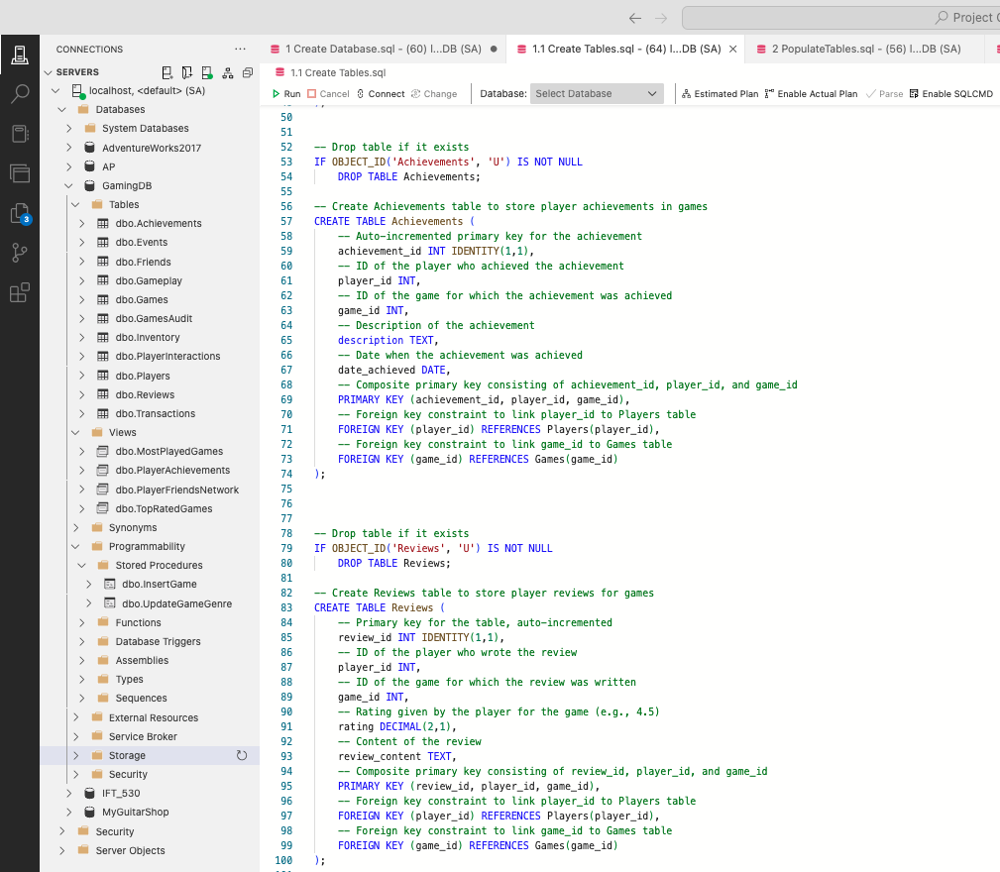 Project C
CONNECTIONS
SERVERS
localhost, <default> (SA)
Databases
System Databases
AdventureWorks2017
AP
GamingDB
Tables
dbo.Achievements
dbo.Events
dbo.Friends
dbo.Gameplay
dbo.Games
dbo.GamesAudit
dbo.Inventory
dbo.PlayerInteractions
dbo.Players
dbo.Reviews
dbo.Transactions
Views
dbo.MostPlayedGames
dbo.PlayerAchievements
dbo.PlayerFriendsNetwork
dbo.TopRatedGames
Synonyms
Programmability
Stored Procedures
dbo.InsertGame
dbo.UpdateGameGenre
Functions
Database Triggers
Assemblies
Types
Sequences
External Resources
Service Broker
Storage
Security
IFT_530
MyGuitarShop
Security
Server Objects
3
1 Create Database.sql - (60) l...DB (SA)
1.1 Create Tables.sql - (64) l...DB (SA)
2 PopulateTables.sql - (56) l...DB (SA)
1.1 Create Tables.sql
Run Cancel Connect Change Database: Select Database Estimated Plan Enable Actual Plan Parse Enable SQLCMD
50
51
52 -- Drop table if it exists
53 IF OBJECT_ID('Achievements', 'U') IS NOT NULL
54 DROP TABLE Achievements;
55
56 -- Create Achievements table to store player achievements in games
57 CREATE TABLE Achievements (
58 -- Auto-incremented primary key for the achievement
59 achievement_id INT IDENTITY(1,1),
60 -- ID of the player who achieved the achievement
61 player_id INT,
62 -- ID of the game for which the achievement was achieved
63 game_id INT,
64 -- Description of the achievement
65 description TEXT,
66 -- Date when the achievement was achieved
67 date_achieved DATE,
68 -- Composite primary key consisting of achievement_id, player_id, and game_id
69 PRIMARY KEY (achievement_id, player_id, game_id),
70 -- Foreign key constraint to link player_id to Players table
71 FOREIGN KEY (player_id) REFERENCES Players(player_id),
72 -- Foreign key constraint to link game_id to Games table
73 FOREIGN KEY (game_id) REFERENCES Games(game_id)
74 );
75
76
77
78 -- Drop table if it exists
79 IF OBJECT_ID('Reviews', 'U') IS NOT NULL
80 DROP TABLE Reviews;
81
82 -- Create Reviews table to store player reviews for games
83 CREATE TABLE Reviews (
84 -- Primary key for the table, auto-incremented
85 review_id INT IDENTITY(1,1),
86 -- ID of the player who wrote the review
87 player_id INT,
88 -- ID of the game for which the review was written
89 game_id INT,
90 -- Rating given by the player for the game (e.g., 4.5)
91 rating DECIMAL(2,1),
92 -- Content of the review
93 review_content TEXT,
94 -- Composite primary key consisting of review_id, player_id, and game_id
95 PRIMARY KEY (review_id, player_id, game_id),
96 -- Foreign key constraint to link player_id to Players table
97 FOREIGN KEY (player_id) REFERENCES Players(player_id),
98 -- Foreign key constraint to link game_id to Games table
99 FOREIGN KEY (game_id) REFERENCES Games(game_id)
100 );